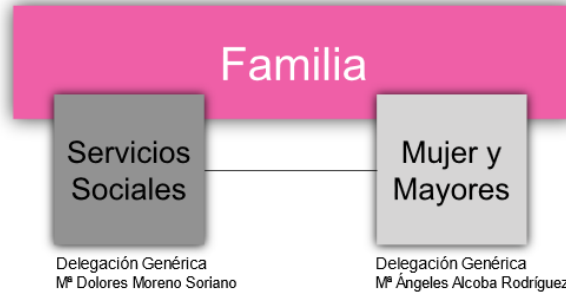 Familia
Servicios
Sociales
Mujer y
Mayores
Delegación Genérica
Mª Dolores Moreno Soriano
Delegación Genérica
Mª Ángeles Alcoba Rodríguez